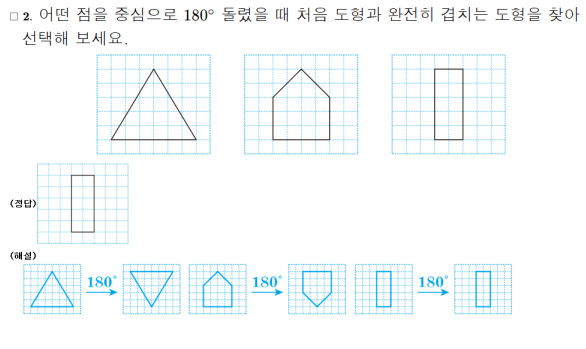 □ 2. 어떤 점을 중심으로 180° 돌렸을 때 처음 도형과 완전히 겹치는 도형을 찾아
선택해 보세요.
(정답)
(해설)
180° 180° 180°